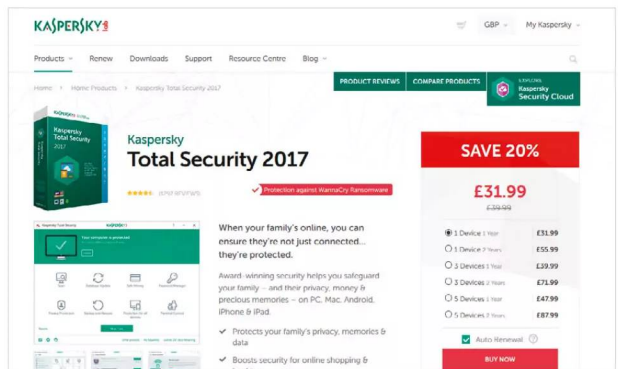 KASPERSKY
GBP
My Kaspersky
Products
Renew
Downloads
Support
Resource Centre
Blog
Home
Home Products
Kaspersky Total Security 2017
PRODUCT REVIEWS
COMPARE PRODUCTS
EXPLORE
Kaspersky
Security Cloud
Kaspersky
Total Security
2017
Kaspersky
Total Security 2017
Protection against WannaCry Ransomware
When your family's online, you can
ensure they're not just connected...
they're protected.
Award-winning security helps you safeguard
your family – and their privacy, money &
precious memories – on PC, Mac, Android,
iPhone & iPad.
Protects your family's privacy, memories &
data
Boosts security for online shopping &
SAVE 20%
£31.99
£39.99
1 Device 1 Year £31.99
1 Device 2 Years £55.99
3 Devices 1 Year £39.99
3 Devices 2 Years £71.99
5 Devices 1 Year £47.99
5 Devices 2 Years £87.99
Auto Renewal
BUY NOW